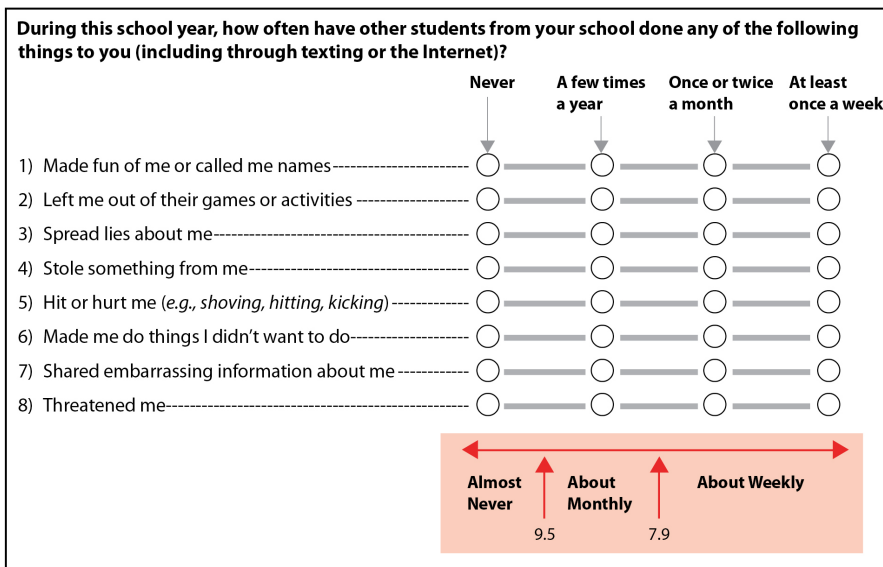 During this school year, how often have other students from your school done any of the following
things to you (including through texting or the Internet)?
Never A few times a year Once or twice a month At least once a week
1) Made fun of me or called me names
2) Left me out of their games or activities
3) Spread lies about me
4) Stole something from me
5) Hit or hurt me (e.g., shoving, hitting, kicking)
6) Made me do things I didn't want to do
7) Shared embarrassing information about me
8) Threatened me
Almost Never About Monthly About Weekly
9.5 7.9